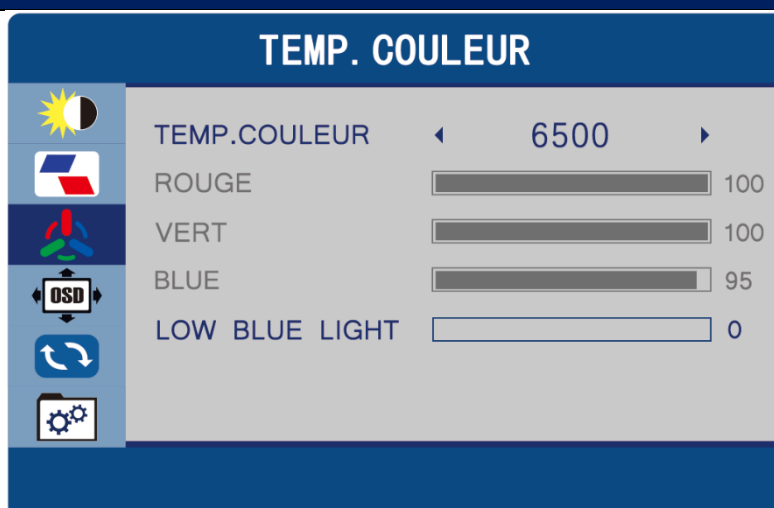 TEMP. COULEUR
TEMP.COULEUR 6500
ROUGE 100
VERT 100
BLUE 95
OSD
LOW BLUE LIGHT 0